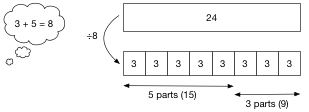 3 + 5 = 8
24
÷8
3 3 3 3 3 3 3 3
5 parts (15)
3 parts (9)